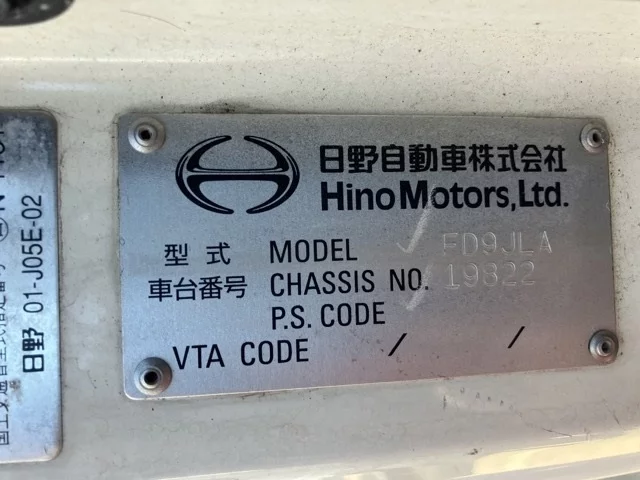 日野自動車株式会社
Hino Motors, Ltd.
型式 MODEL FD9JLA
車台番号 CHASSIS NO. 19822
P.S. CODE
VTA CODE / /
日野 01-J05E-02